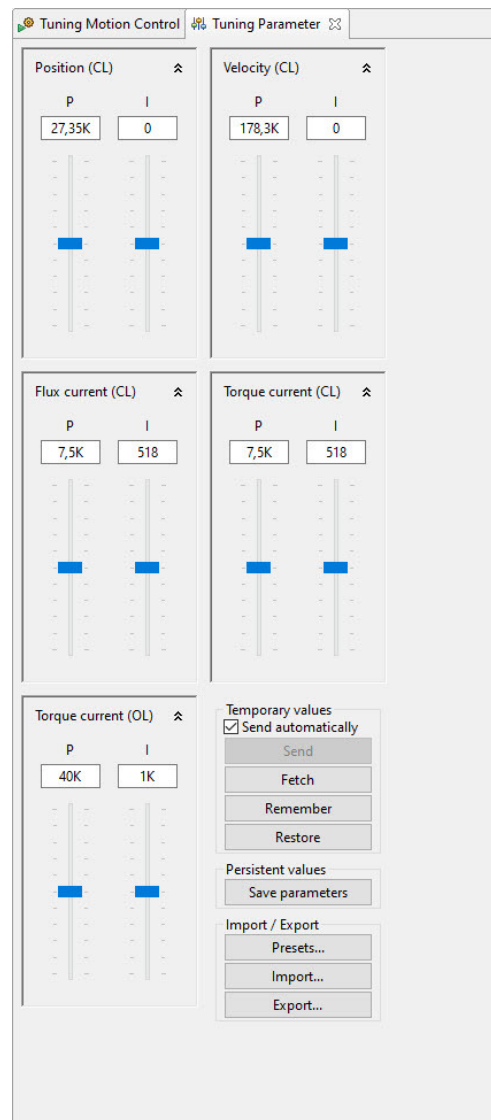 Tuning Motion Control
Tuning Parameter
Position (CL)
P I
27,35K 0
Velocity (CL)
P I
178,3K 0
Flux current (CL)
P I
7,5K 518
Torque current (CL)
P I
7,5K 518
Torque current (OL)
P I
40K 1K
Temporary values
Send automatically
Send
Fetch
Remember
Restore
Persistent values
Save parameters
Import / Export
Presets...
Import...
Export...